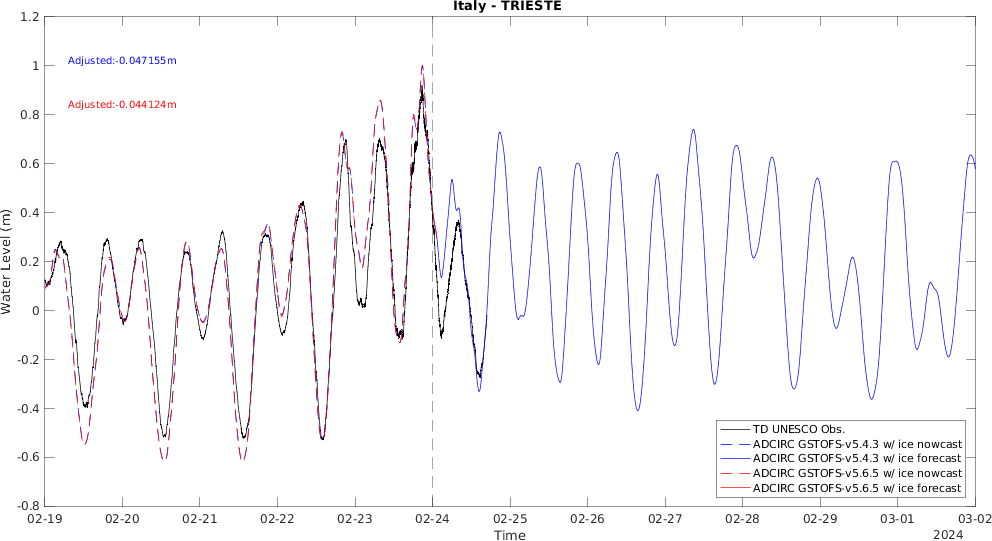 Italy - TRIESTE
1.2
1
0.8
0.6
0.4
0.2
0
-0.2
-0.4
-0.6
-0.8
Water Level (m)
Adjusted:-0.047155m
Adjusted:-0.044124m
TD UNESCO Obs.
ADCIRC GSTOFS-v5.4.3 w/ ice nowcast
ADCIRC GSTOFS-v5.4.3 w/ ice forecast
ADCIRC GSTOFS-v5.6.5 w/ ice nowcast
ADCIRC GSTOFS-v5.6.5 w/ ice forecast
02-19 02-20 02-21 02-22 02-23 02-24 02-25 02-26 02-27 02-28 02-29 03-01 03-02
Time
2024